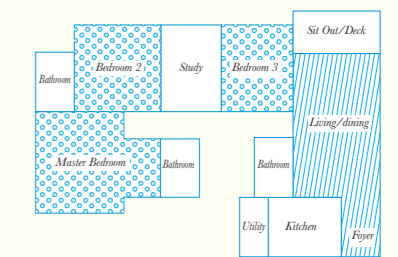 Sit Out/Deck
Bathroom
Bedroom 2
Study
Bedroom 3
Living/dining
Master Bedroom
Bathroom
Bathroom
Utility
Kitchen
Foyer